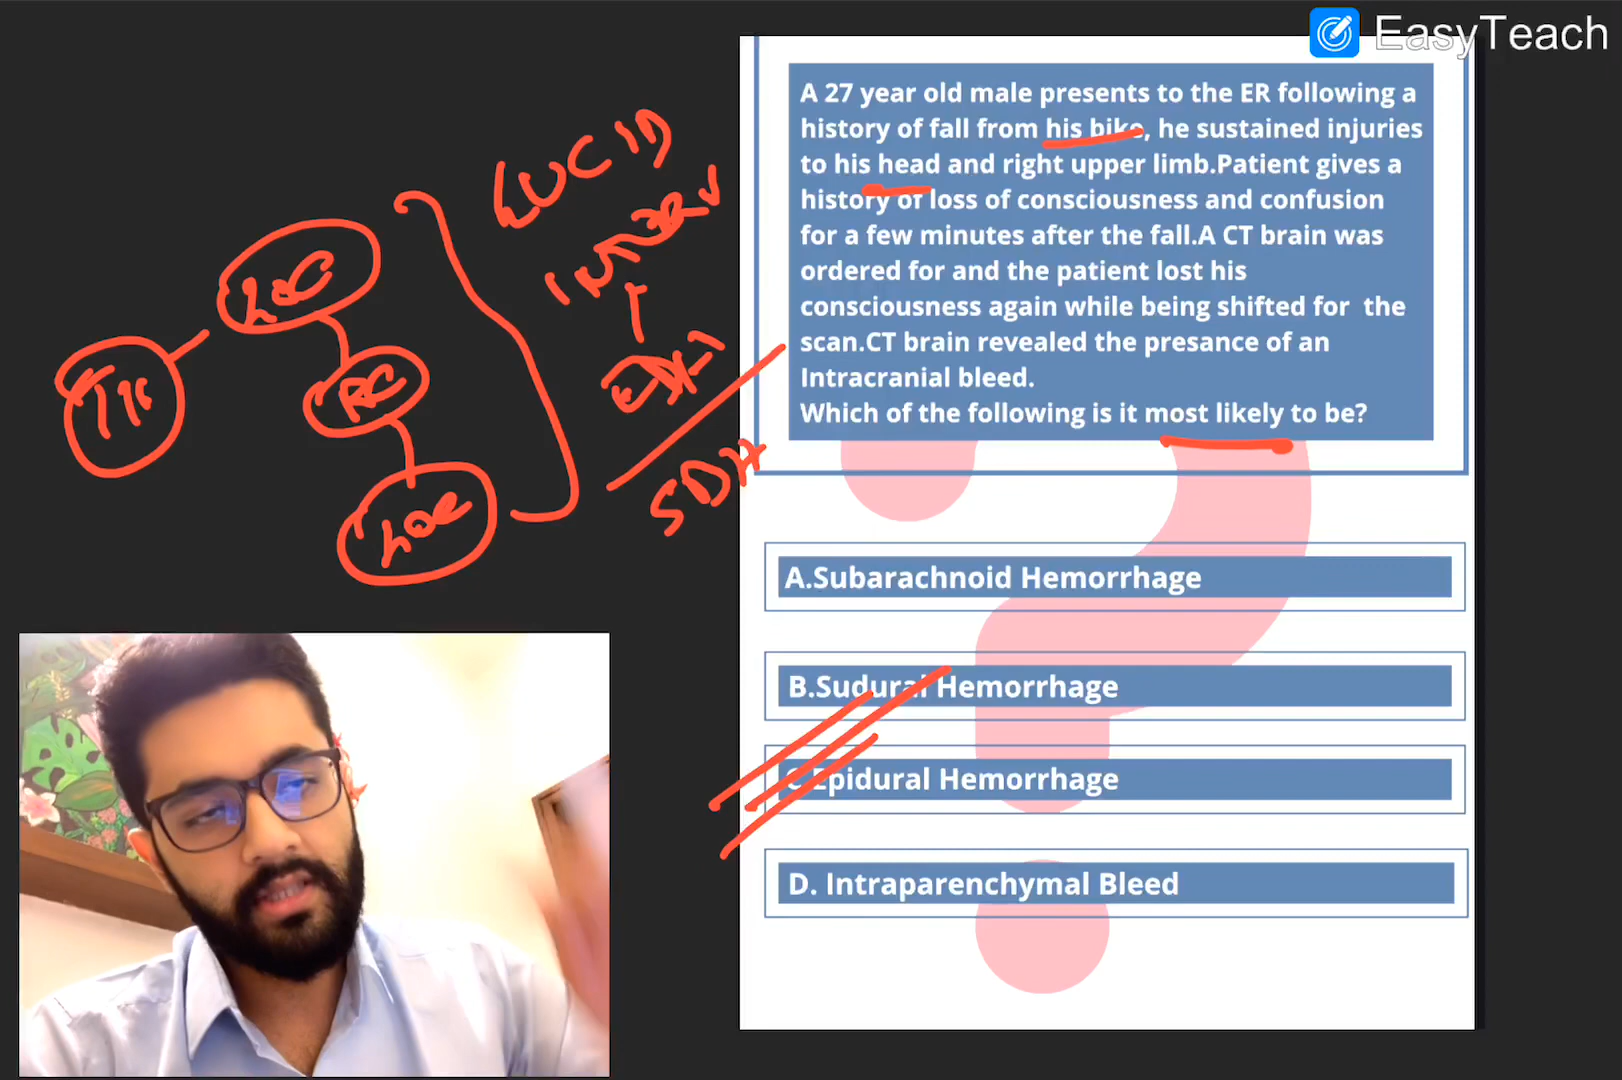 EasyTeach
A 27 year old male presents to the ER following a
history of fall from his bike, he sustained injuries
to his head and right upper limb.Patient gives a
history of loss of consciousness and confusion
for a few minutes after the fall.A CT brain was
ordered for and the patient lost his
consciousness again while being shifted for the
scan.CT brain revealed the presance of an
Intracranial bleed.
Which of the following is it most likely to be?
A.Subarachnoid Hemorrhage
B.Sudural Hemorrhage
C.Epidural Hemorrhage
D. Intraparenchymal Bleed
LUCID
LOC
LOC
SDH